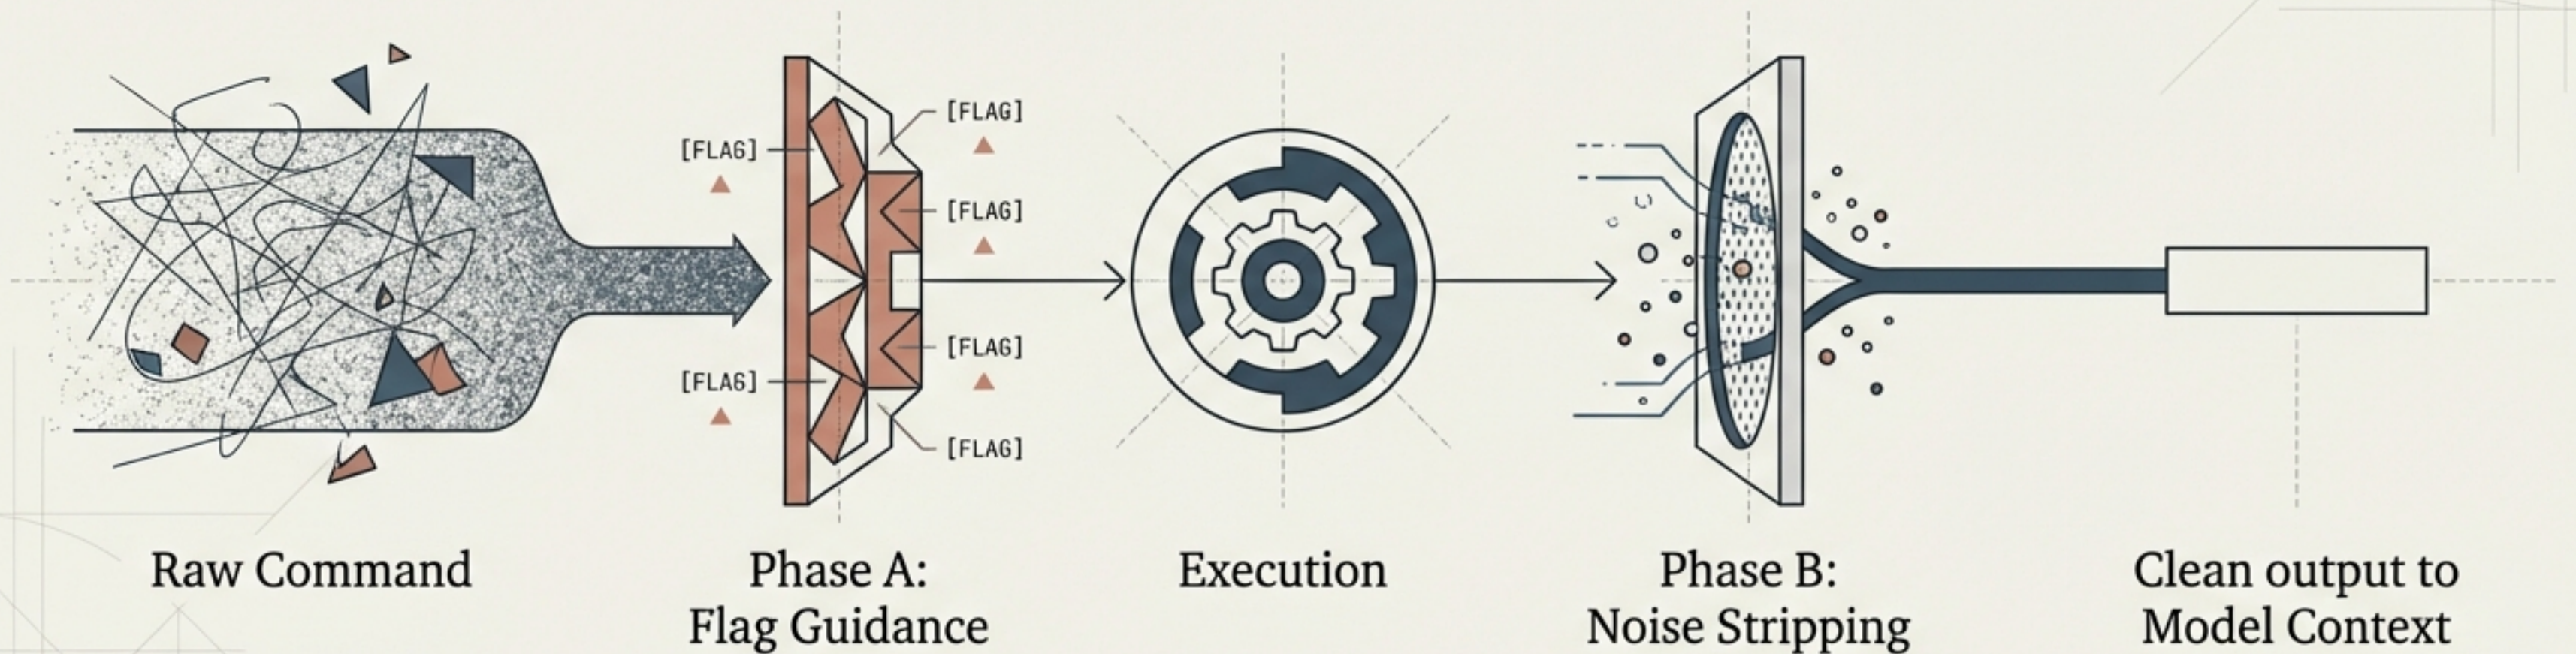 [FLAG]
[FLAG]
[FLAG]
[FLAG]
[FLAG]
[FLAG]
Raw Command
Phase A:
Flag Guidance
Execution
Phase B:
Noise Stripping
Clean output to
Model Context